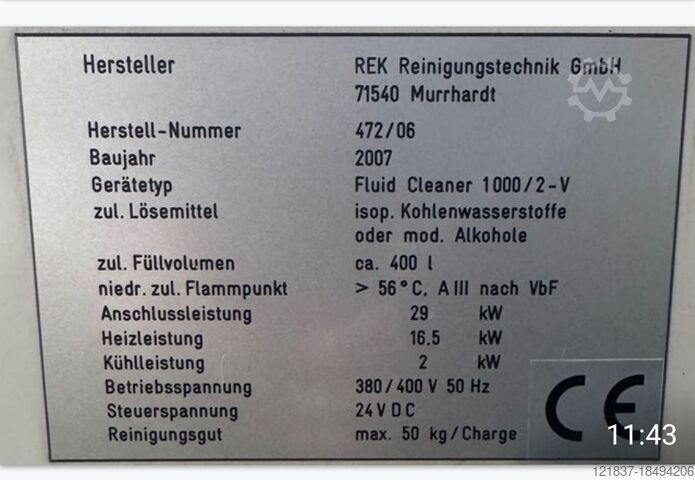 Hersteller REK Reinigungstechnik GmbH
71540 Murrhardt
Herstell-Nummer 472/06
Baujahr 2007
Gerätetyp Fluid Cleaner 1000/2-V
zul. Lösemittel isop. Kohlenwasserstoffe
oder mod. Alkohole
zul. Füllvolumen ca. 400 l
niedr. zul. Flammpunkt > 56°C, A III nach VbF
Anschlussleistung 29 kW
Heizleistung 16.5 kW
Kühlleistung 2 kW
Betriebsspannung 380/400 V 50 Hz
Steuerspannung 24 V DC
Reinigungsgut max. 50 kg/Charge
CE
11:43
121837-18494206